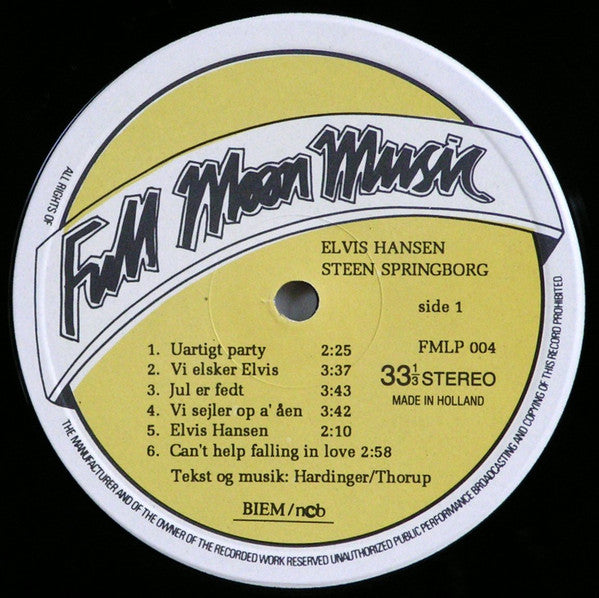 Full Moon Music
ELVIS HANSEN
STEEN SPRINGBORG
side 1
FMLP 004
33 1/3 STEREO
MADE IN HOLLAND
1. Uartigt party 2:25
2. Vi elsker Elvis 3:37
3. Jul er fedt 3:43
4. Vi sejler op a' åen 3:42
5. Elvis Hansen 2:10
6. Can't help falling in love 2:58
Tekst og musik: Hardinger/Thorup
BIEM/ncb
ALL RIGHTS OF THE MANUFACTURER AND OF THE OWNER OF THE RECORDED WORK RESERVED UNAUTHORIZED PUBLIC PERFORMANCE BROADCASTING AND COPYING OF THIS RECORD PROHIBITED